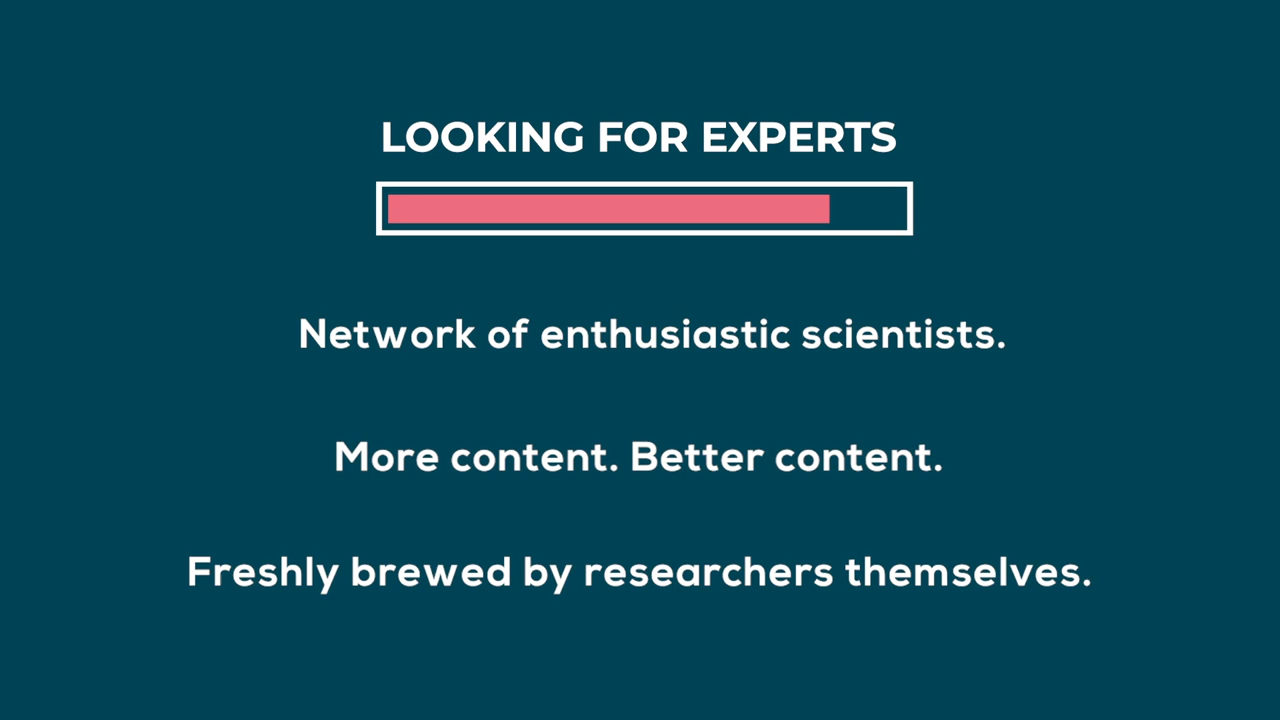 LOOKING FOR EXPERTS
Network of enthusiastic scientists.
More content. Better content.
Freshly brewed by researchers themselves.